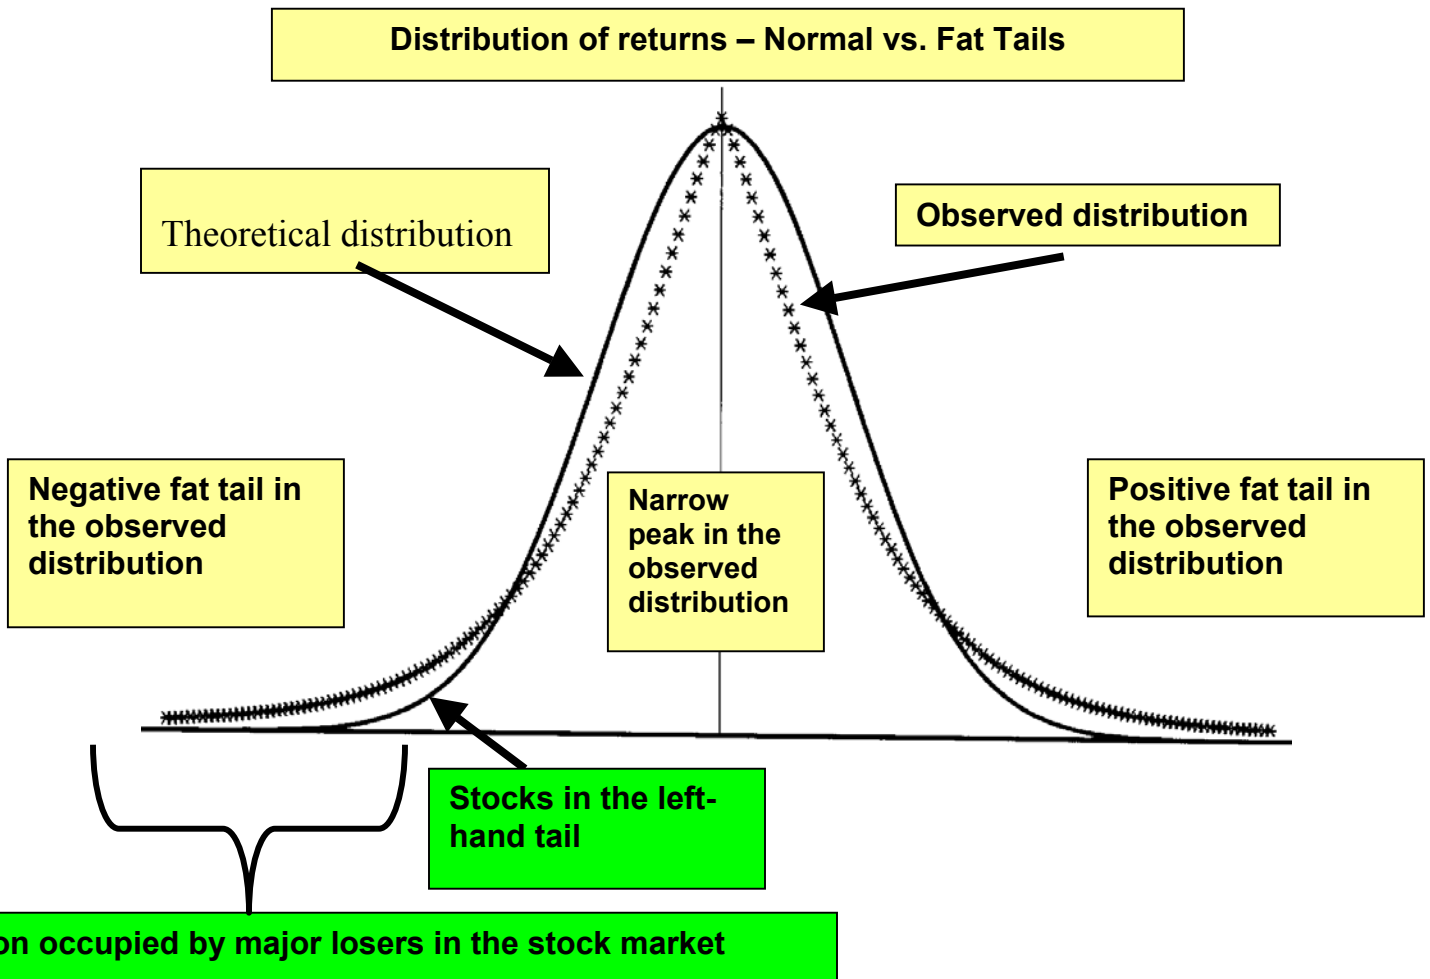 Distribution of returns – Normal vs. Fat Tails
Theoretical distribution
Observed distribution
Negative fat tail in
the observed
distribution
Narrow
peak in the
observed
distribution
Positive fat tail in
the observed
distribution
Stocks in the left-
hand tail
occupied by major losers in the stock market